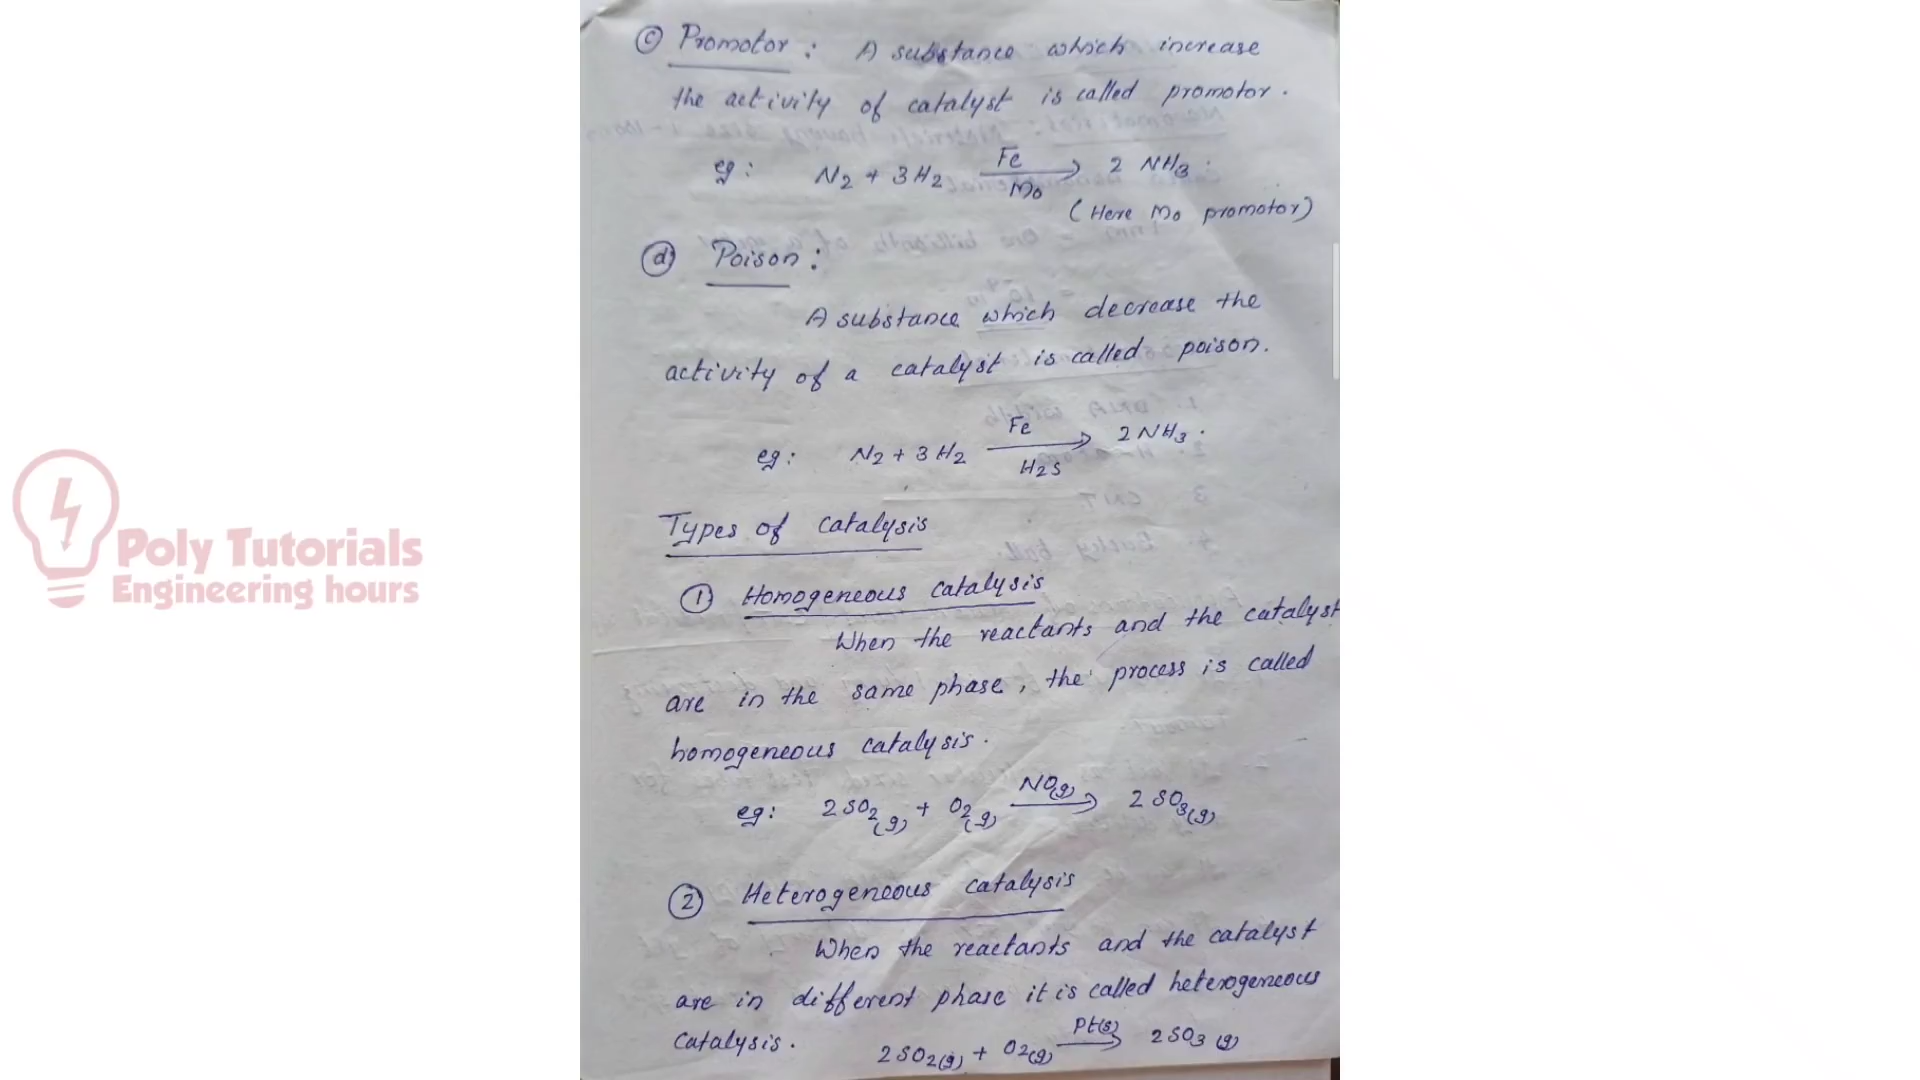 © Promotor : A substance which increase
the activity of catalyst is called promotor.
eg : N2 + 3H2 Fe → Mo 2 NH3.
(Here Mo promotor)
ⓓ Poison :
A substance which decrease the
activity of a catalyst is called poison.
eg : N2 + 3H2 Fe → H2S 2NH3.
Types of catalysis
① Homogeneous catalysis
When the reactants and the catalyst
are in the same phase, the process is called
homogeneous catalysis.
eg : 2SO2(g) + O2(g) NO(g) → 2SO3(g)
② Heterogeneous catalysis
When the reactants and the catalyst
are in different phase it is called heterogeneous
catalysis.
2SO2(g) + O2(g) Pt(s) → 2SO3(g)
Poly Tutorials
Engineering hours